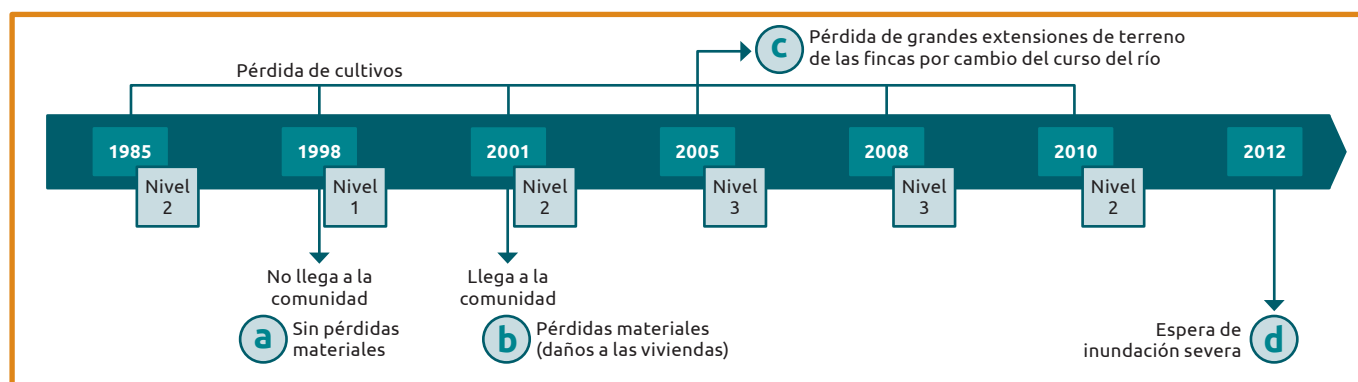 c
Pérdida de grandes extensiones de terreno
de las fincas por cambio del curso del río
Pérdida de cultivos
1985
1998
2001
2005
2008
2010
2012
Nivel
2
Nivel
1
Nivel
2
Nivel
3
Nivel
3
Nivel
2
No llega a la
comunidad
a
Sin pérdidas
materiales
Llega a la
comunidad
b
Pérdidas materiales
(daños a las viviendas)
Espera de
inundación severa
d